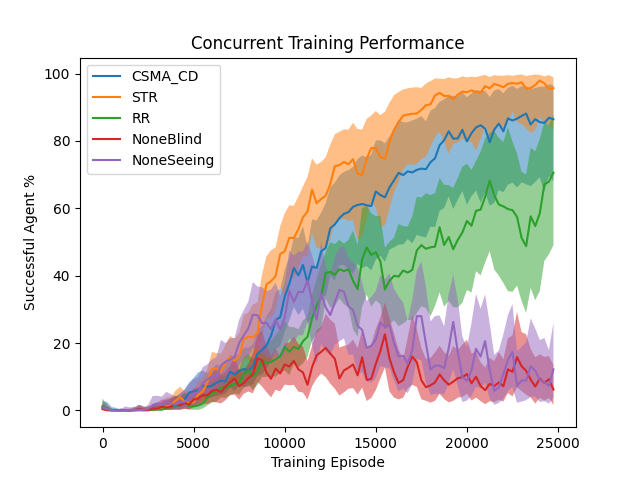 Concurrent Training Performance
CSMA_CD
STR
RR
NoneBlind
NoneSeeing
Successful Agent %
100
80
60
40
20
0
0 5000 10000 15000 20000 25000
Training Episode